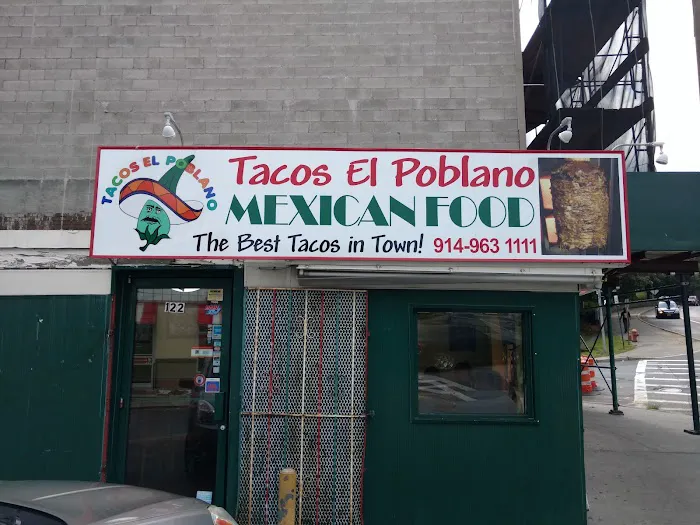 TACOS EL POBLANO
Tacos El Poblano
MEXICAN FOOD
The Best Tacos in Town! 914-963 1111
122